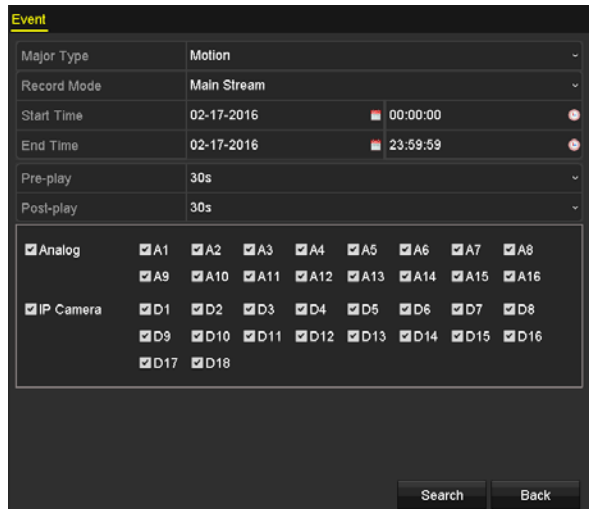 Event
Major Type Motion
Record Mode Main Stream
Start Time 02-17-2016 00:00:00
End Time 02-17-2016 23:59:59
Pre-play 30s
Post-play 30s
Analog A1 A2 A3 A4 A5 A6 A7 A8
A9 A10 A11 A12 A13 A14 A15 A16
IP Camera D1 D2 D3 D4 D5 D6 D7 D8
D9 D10 D11 D12 D13 D14 D15 D16
D17 D18
Search Back